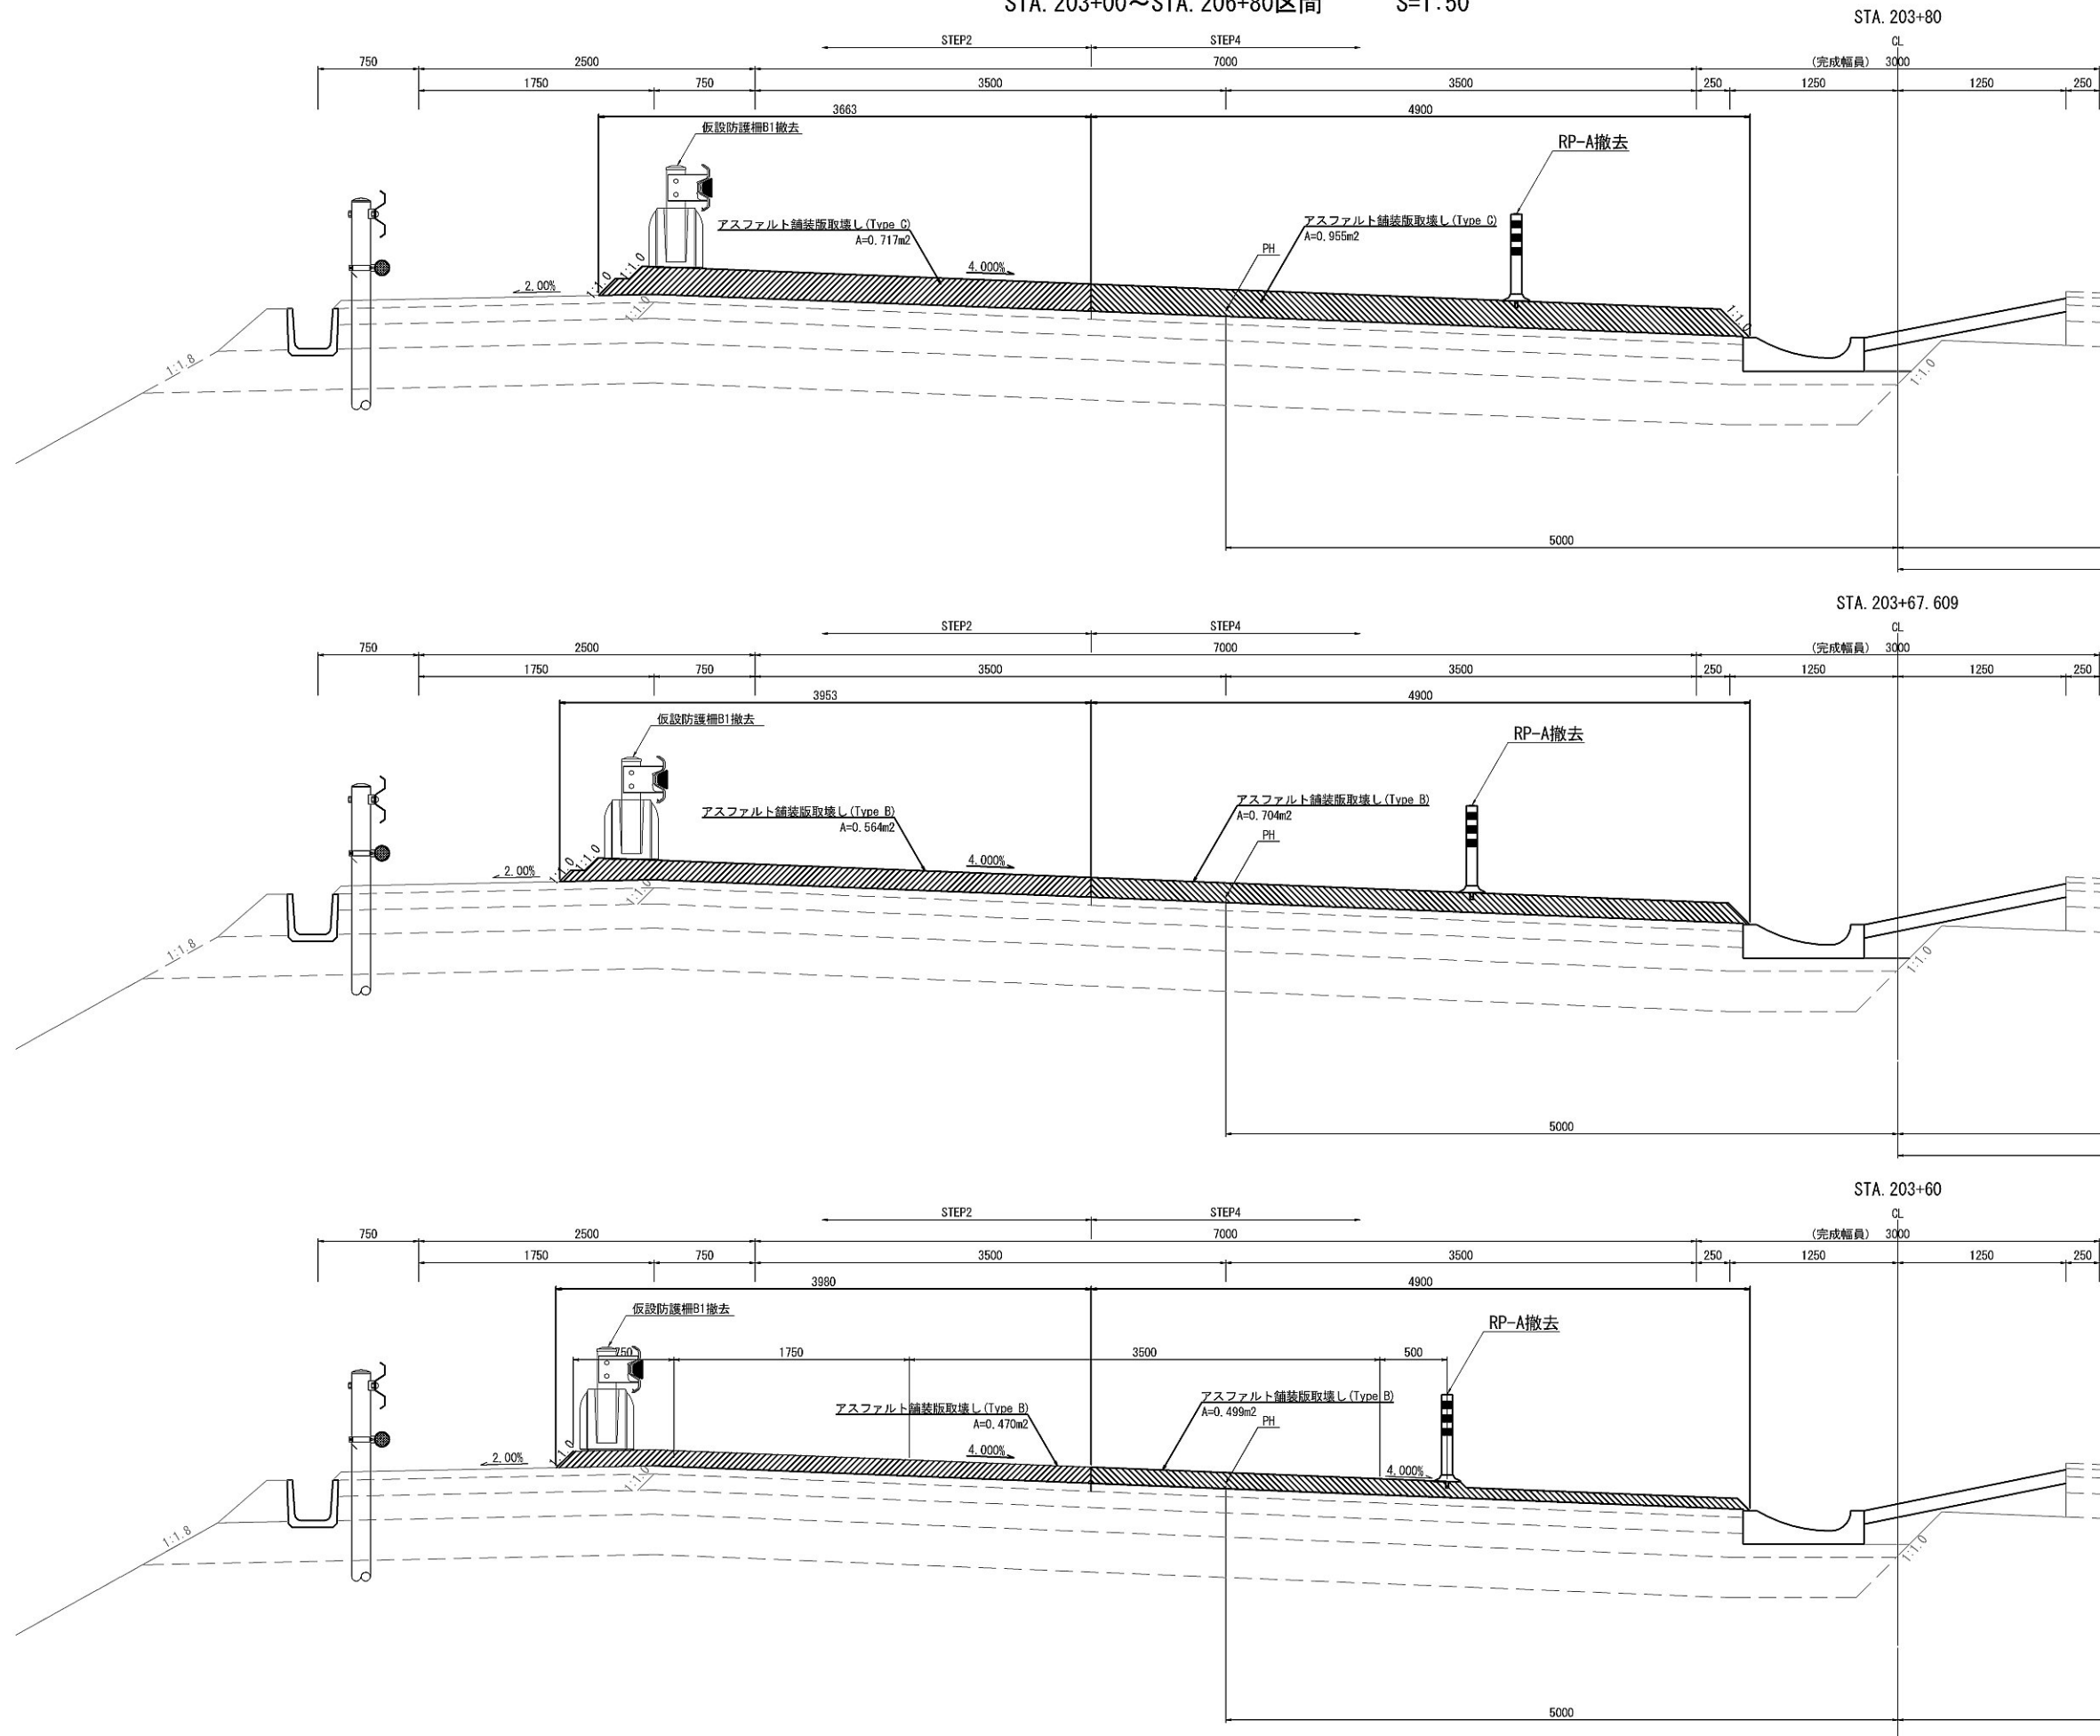 STA. 203+00～STA. 206+80区間 S=1:50
STA. 203+80
CL
STEP2 STEP4
750 2500 7000 (完成幅員) 3000
1750 750 3500 3500 250 1250 1250 250
3663 4900
仮設防護柵B1撤去
RP-A撤去
アスファルト舗装版取壊し(Type C)
A=0.717m2
アスファルト舗装版取壊し(Type C)
A=0.955m2
PH
4.000%
2.00%
1:1.0
1:1.0
1:1.0
1:1.0
1:1.8
1:1.0
5000
STA. 203+67.609
CL
STEP2 STEP4
750 2500 7000 (完成幅員) 3000
1750 750 3500 3500 250 1250 1250 250
3953 4900
仮設防護柵B1撤去
RP-A撤去
アスファルト舗装版取壊し(Type B)
A=0.564m2
アスファルト舗装版取壊し(Type B)
A=0.704m2
PH
4.000%
2.00%
1:1.0
1:1.0
1:1.0
1:1.8
1:1.0
5000
STA. 203+60
CL
STEP2 STEP4
750 2500 7000 (完成幅員) 3000
1750 750 3500 3500 250 1250 1250 250
3980 4900
仮設防護柵B1撤去
RP-A撤去
750 1750 3500 500
アスファルト舗装版取壊し(Type B)
A=0.470m2
アスファルト舗装版取壊し(Type B)
A=0.499m2
PH
4.000%
4.000%
2.00%
1:1.0
1:1.0
1:1.8
1:1.0
5000